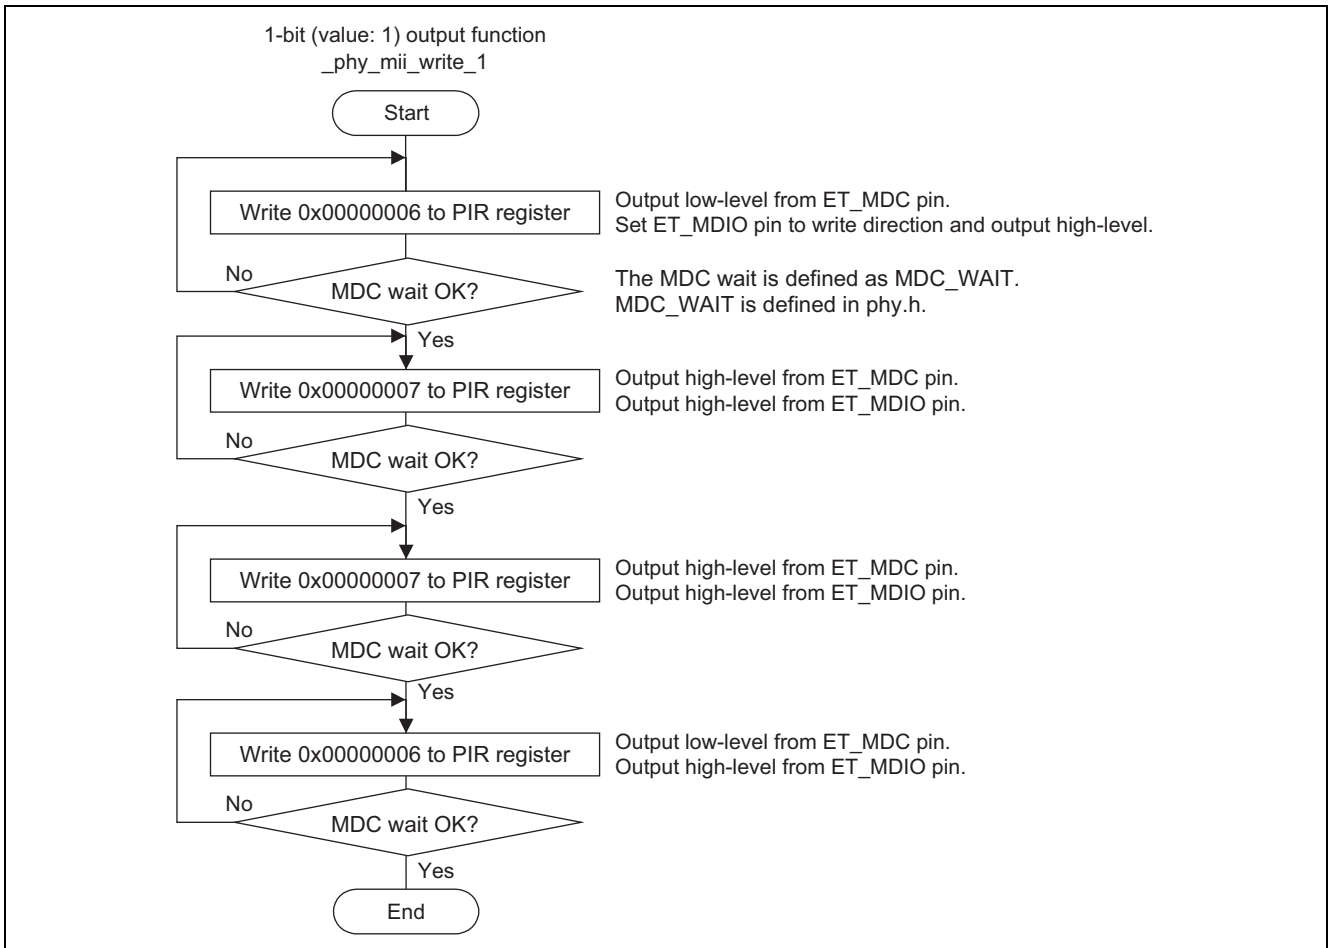 1-bit (value: 1) output function
_phy_mii_write_1
Start
Write 0x00000006 to PIR register
Output low-level from ET_MDC pin.
Set ET_MDIO pin to write direction and output high-level.
No
MDC wait OK?
The MDC wait is defined as MDC_WAIT.
MDC_WAIT is defined in phy.h.
Yes
Write 0x00000007 to PIR register
Output high-level from ET_MDC pin.
Output high-level from ET_MDIO pin.
No
MDC wait OK?
Yes
Write 0x00000007 to PIR register
Output high-level from ET_MDC pin.
Output high-level from ET_MDIO pin.
No
MDC wait OK?
Yes
Write 0x00000006 to PIR register
Output low-level from ET_MDC pin.
Output high-level from ET_MDIO pin.
No
MDC wait OK?
Yes
End